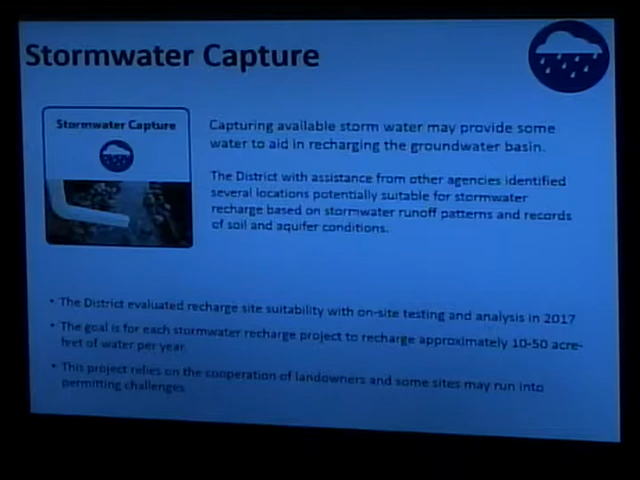 Stormwater Capture
Stormwater Capture
Capturing available storm water may provide some
water to aid in recharging the groundwater basin.
The District with assistance from other agencies identified
several locations potentially suitable for stormwater
recharge based on stormwater runoff patterns and records
of soil and aquifer conditions.
• The District evaluated recharge site suitability with on-site testing and analysis in 2017
• The goal is for each stormwater recharge project to recharge approximately 10-50 acre-
feet of water per year.
• This project relies on the cooperation of landowners and some sites may run into
permitting challenges